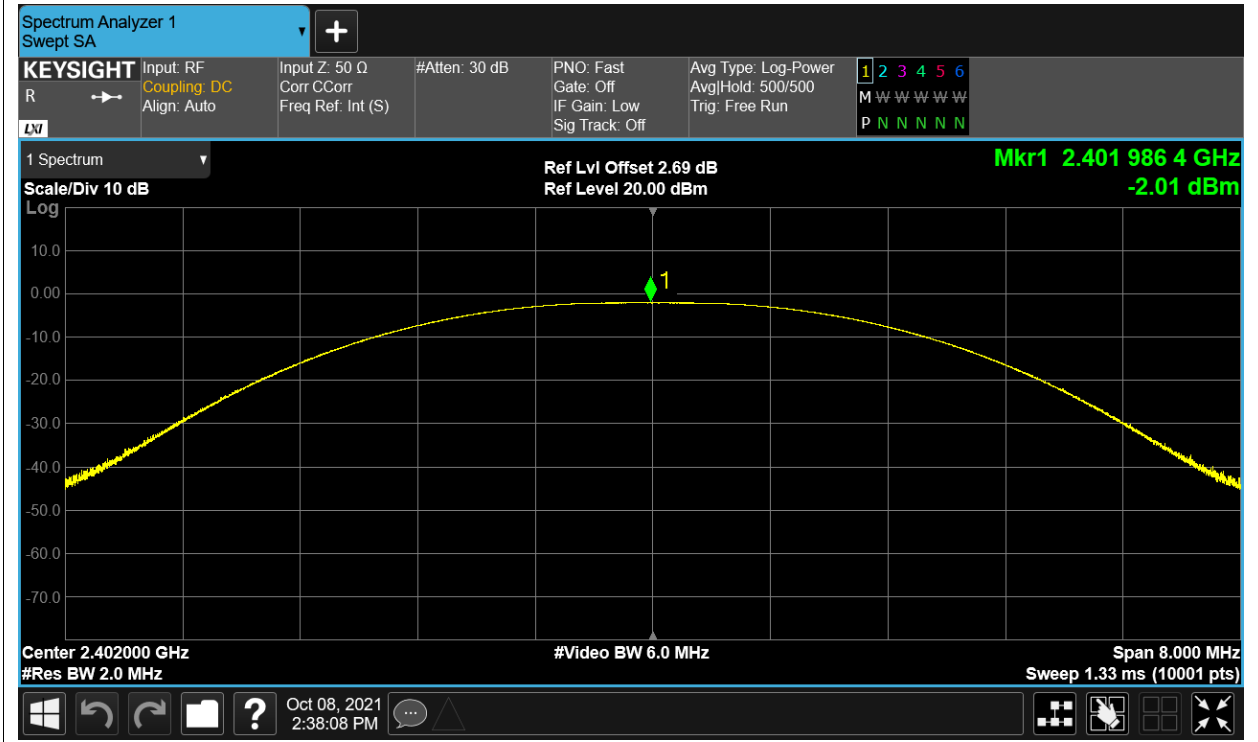 Spectrum Analyzer 1
Swept SA
KEYSIGHT
R
LXI
Input: RF
Coupling: DC
Align: Auto
Input Z: 50 Ω
Corr CCorr
Freq Ref: Int (S)
#Atten: 30 dB
PNO: Fast
Gate: Off
IF Gain: Low
Sig Track: Off
Avg Type: Log-Power
Avg|Hold: 500/500
Trig: Free Run
1 2 3 4 5 6
M W W W W W W
P N N N N N N
1 Spectrum
Scale/Div 10 dB
Log
Ref Lvl Offset 2.69 dB
Ref Level 20.00 dBm
Mkr1 2.401 986 4 GHz
-2.01 dBm
10.0
0.00
-10.0
-20.0
-30.0
-40.0
-50.0
-60.0
-70.0
1
Center 2.402000 GHz
#Res BW 2.0 MHz
#Video BW 6.0 MHz
Span 8.000 MHz
Sweep 1.33 ms (10001 pts)
?
Oct 08, 2021
2:38:08 PM